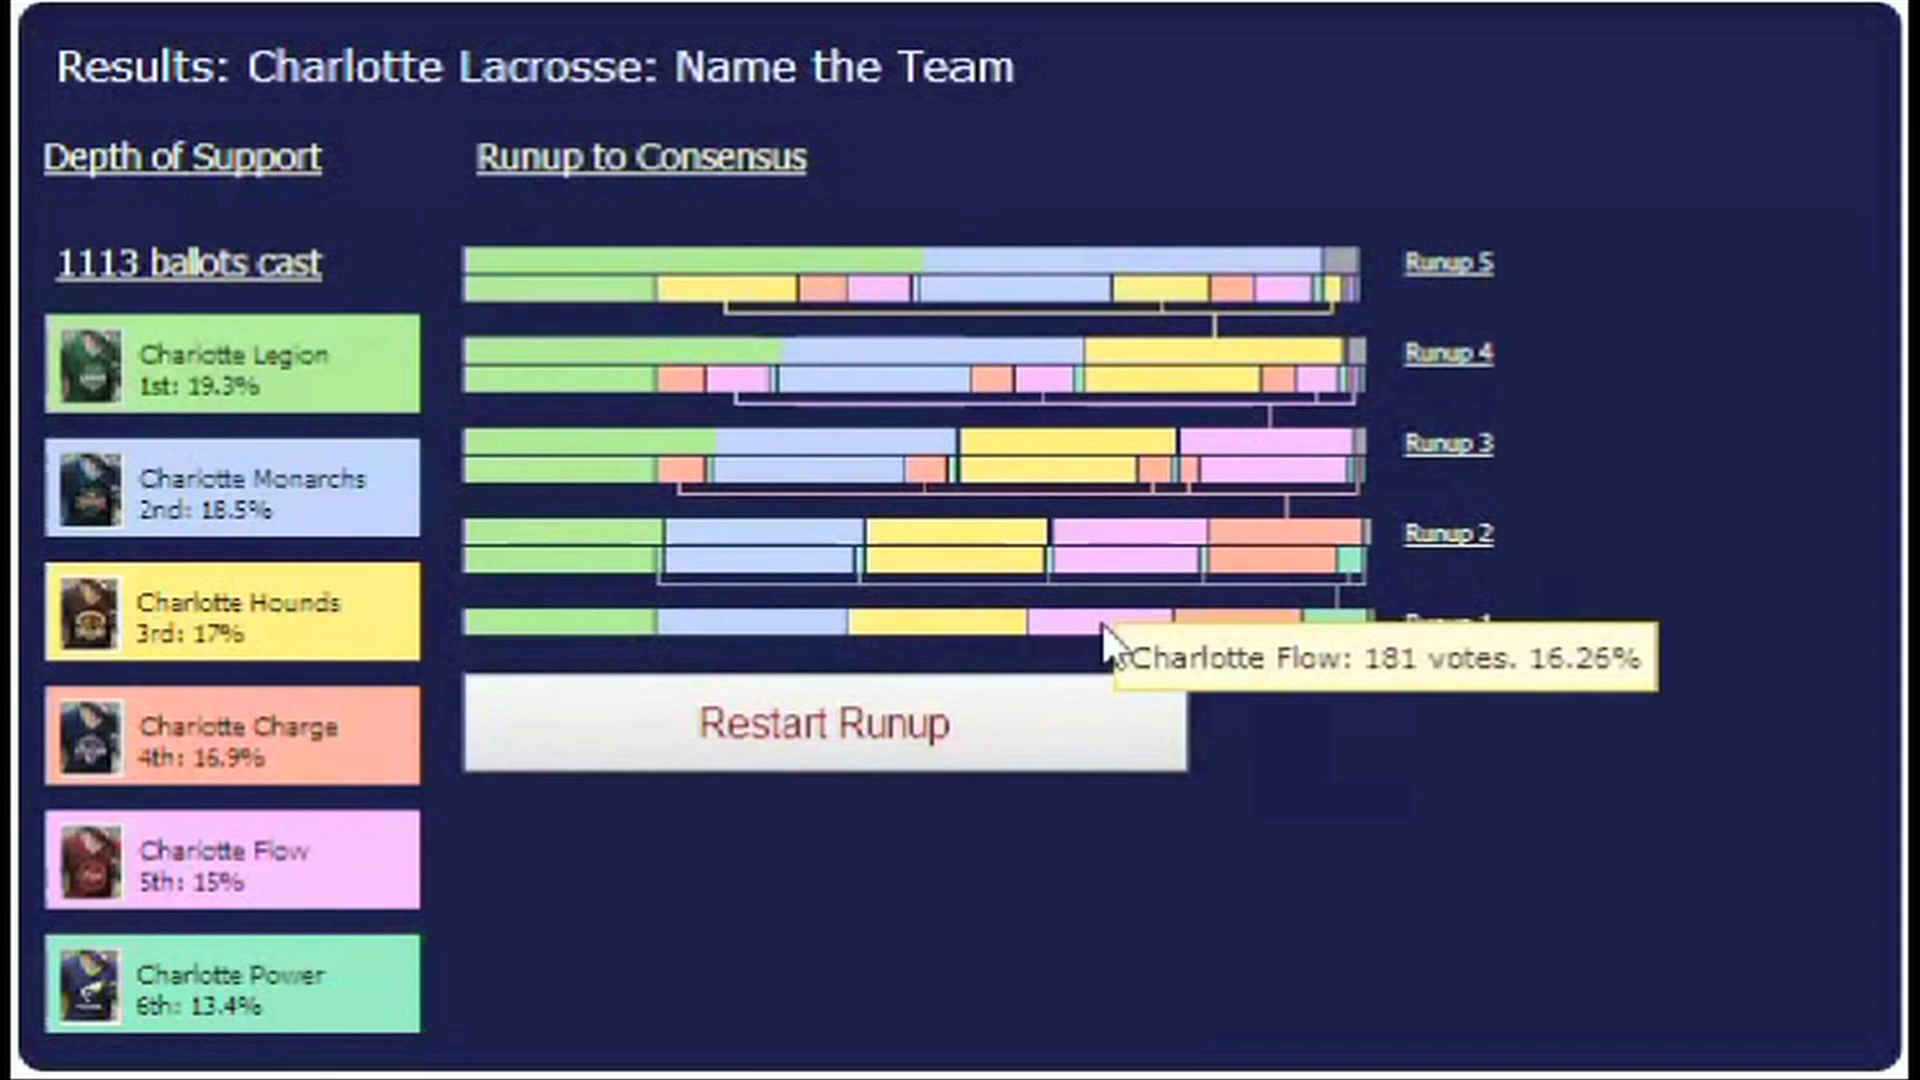 Results: Charlotte Lacrosse: Name the Team
Depth of Support
Runup to Consensus
1113 ballots cast
Charlotte Legion
1st: 19.3%
Charlotte Monarchs
2nd: 18.5%
Charlotte Hounds
3rd: 17%
Charlotte Charge
4th: 16.9%
Charlotte Flow
5th: 15%
Charlotte Power
6th: 13.4%
Runup 5
Runup 4
Runup 3
Runup 2
Charlotte Flow: 181 votes. 16.26%
Restart Runup